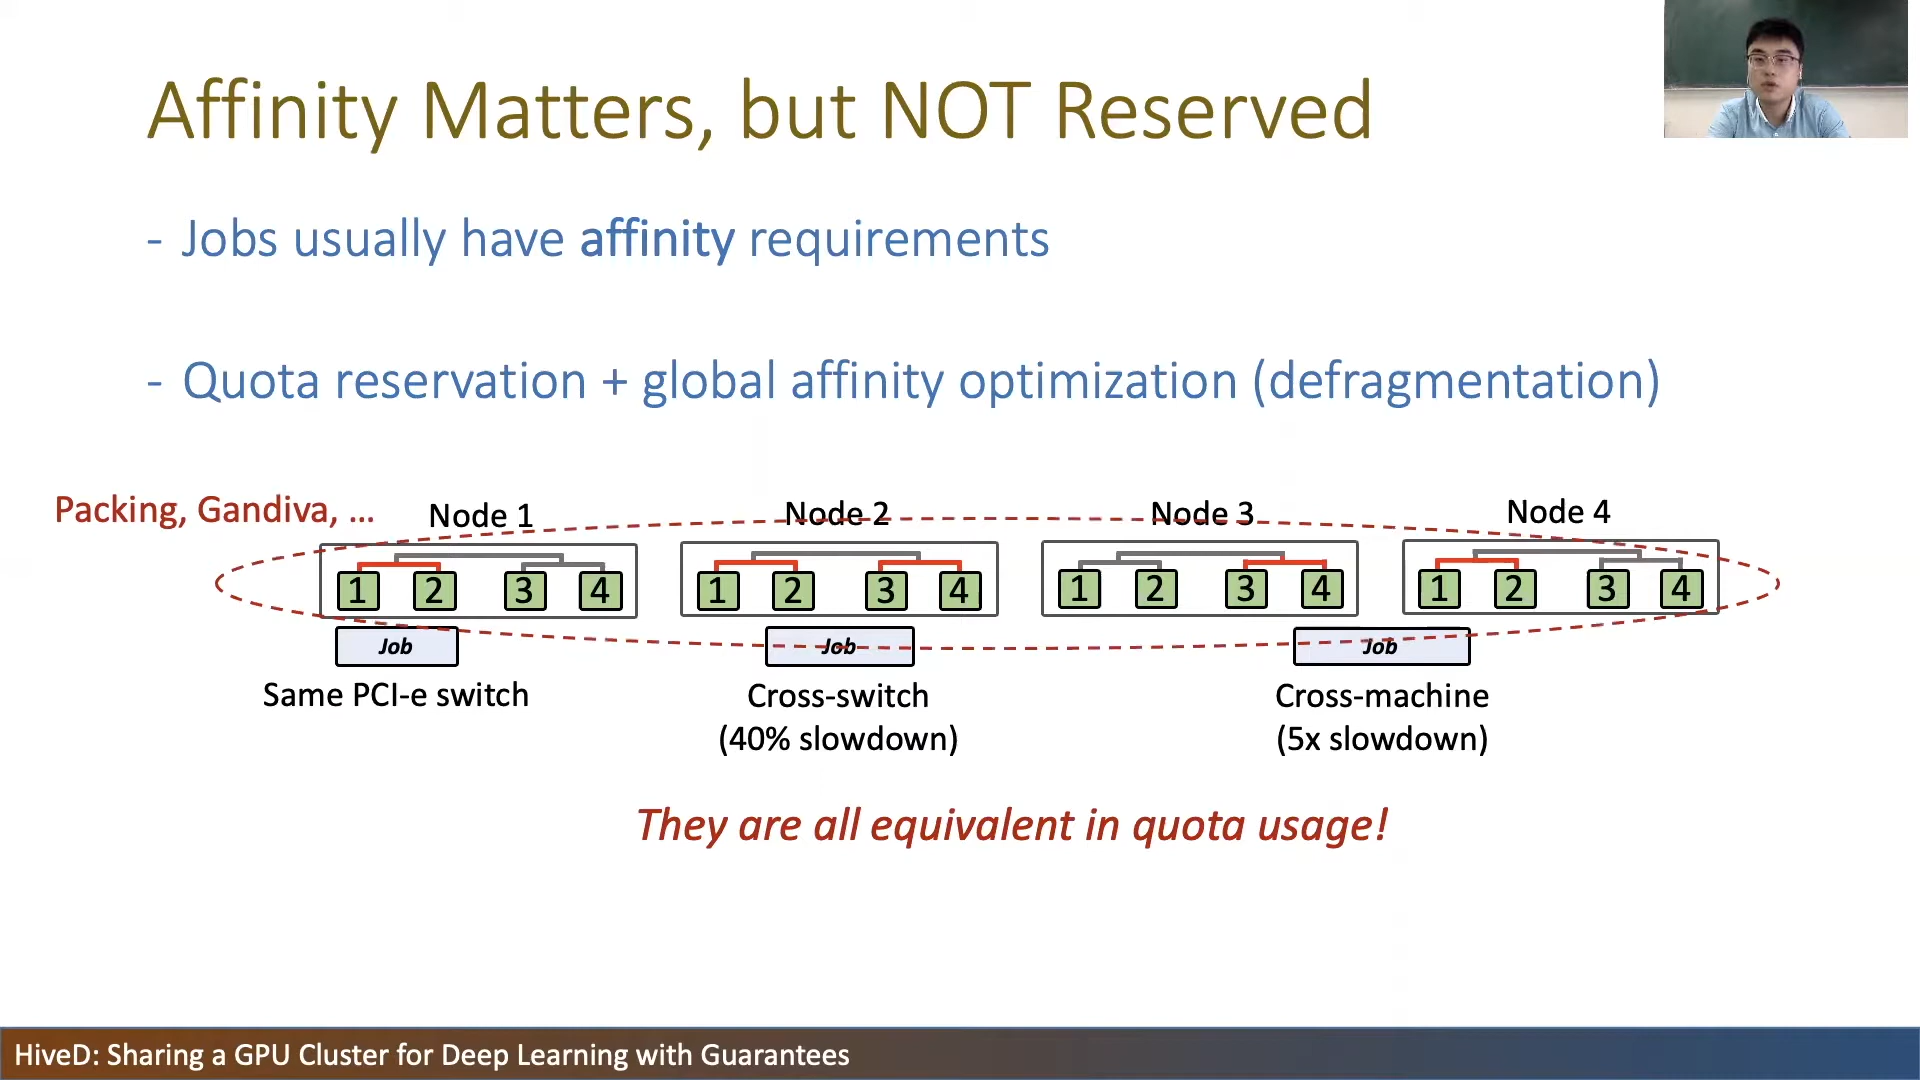 Affinity Matters, but NOT Reserved
- Jobs usually have affinity requirements
- Quota reservation + global affinity optimization (defragmentation)
Packing, Gandiva, ...
Node 1
Node 2
Node 3
Node 4
1 2 3 4
1 2 3 4
1 2 3 4
1 2 3 4
Job
Job
Job
Same PCI-e switch
Cross-switch
(40% slowdown)
Cross-machine
(5x slowdown)
They are all equivalent in quota usage!
HiveD: Sharing a GPU Cluster for Deep Learning with Guarantees